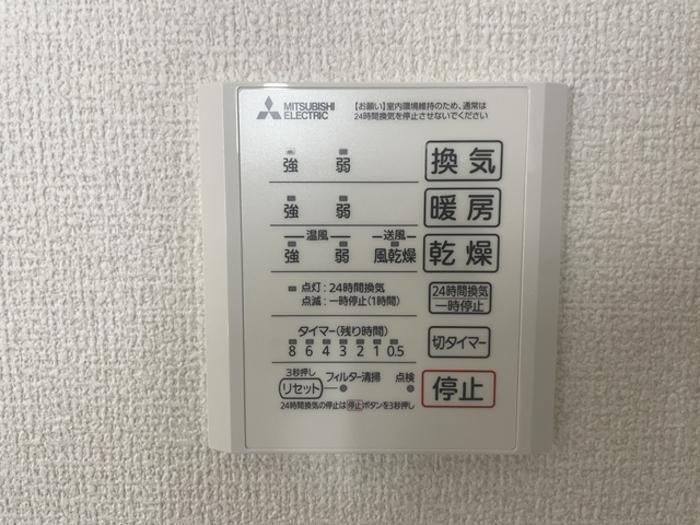 MITSUBISHI
ELECTRIC
【お願い】室内環境維持のため、通常は
24時間換気を停止させないでください
強 弱 換気
強 弱 暖房
温風 送風
強 弱 風乾燥 乾燥
点灯：24時間換気
点滅：一時停止(1時間)
24時間換気
一時停止
タイマー(残り時間)
8 6 4 3 2 1 0.5
切タイマー
3秒押し
リセット フィルター清掃 点検
停止
24時間換気の停止は停止ボタンを3秒押し